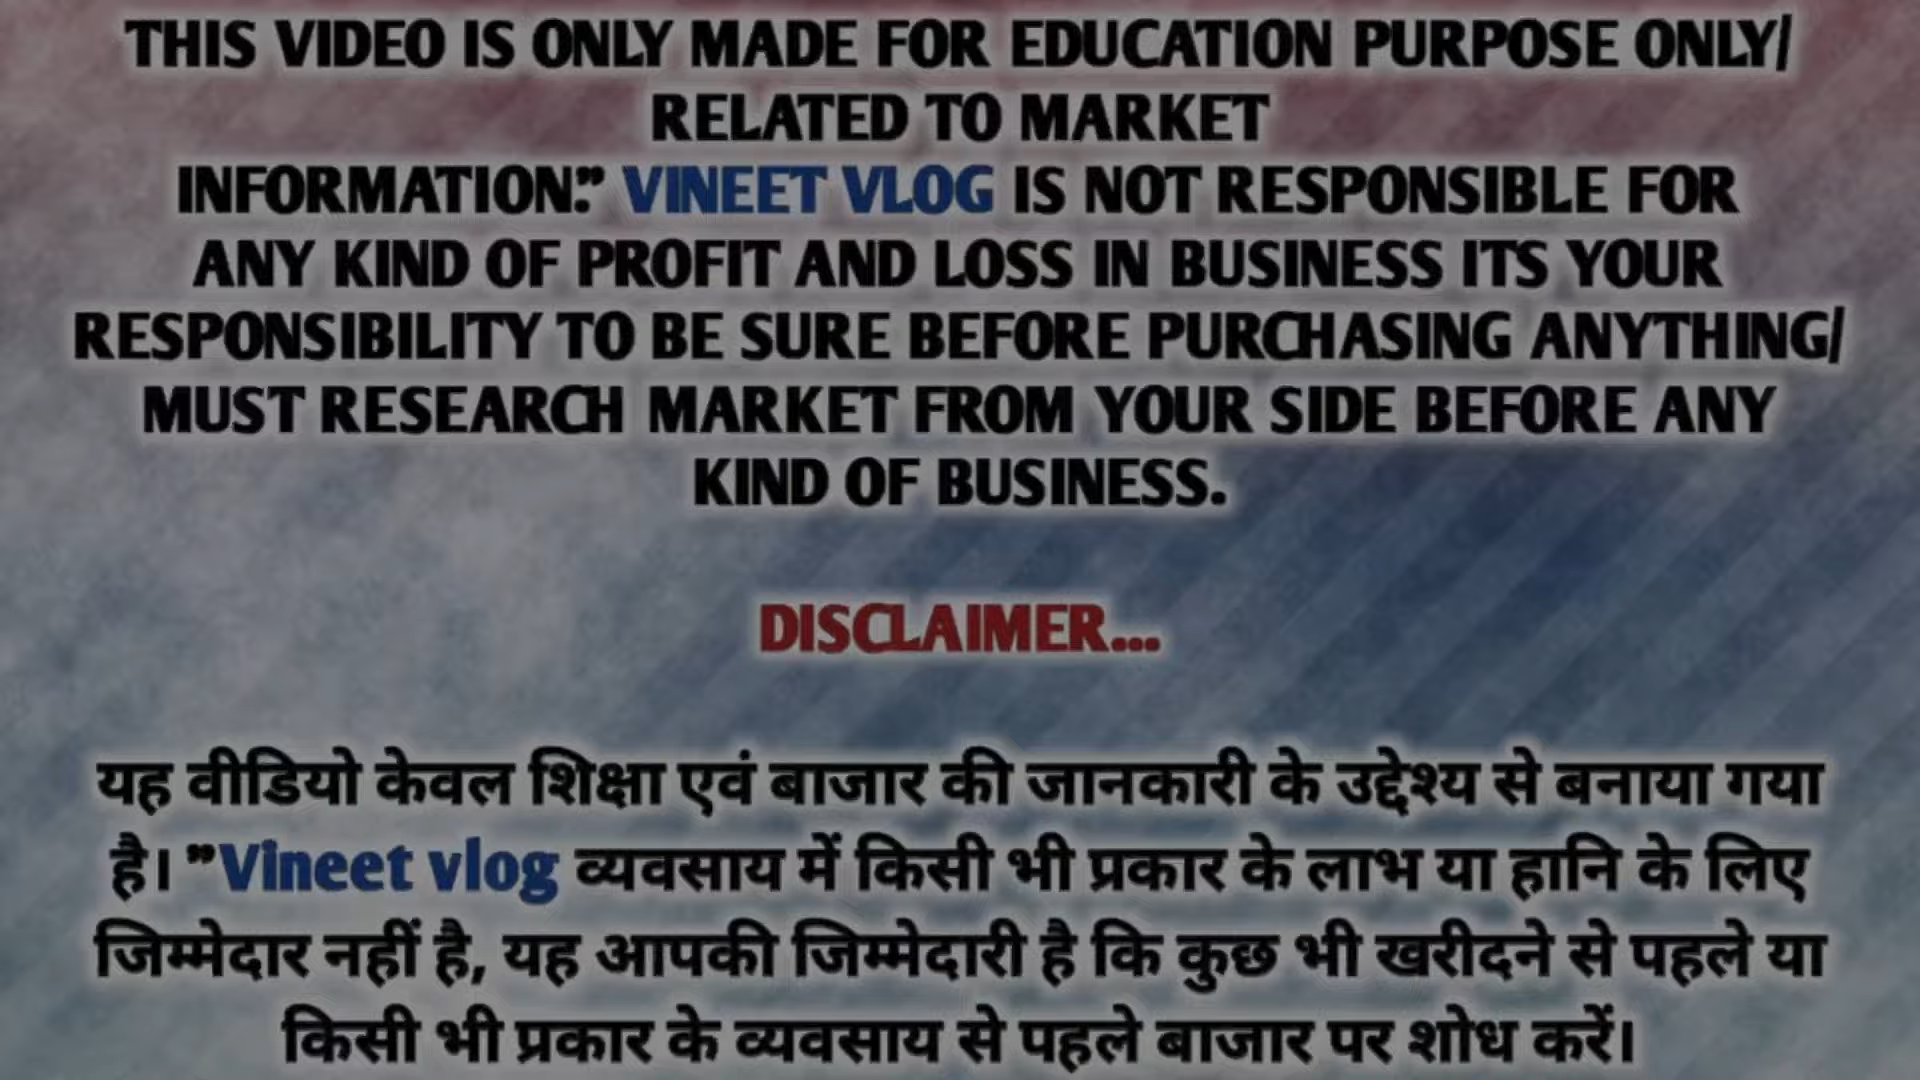 THIS VIDEO IS ONLY MADE FOR EDUCATION PURPOSE ONLY/
RELATED TO MARKET
INFORMATION." VINEET VLOG IS NOT RESPONSIBLE FOR
ANY KIND OF PROFIT AND LOSS IN BUSINESS ITS YOUR
RESPONSIBILITY TO BE SURE BEFORE PURCHASING ANYTHING/
MUST RESEARCH MARKET FROM YOUR SIDE BEFORE ANY
KIND OF BUSINESS.
DISCLAIMER...
यह वीडियो केवल शिक्षा एवं बाजार की जानकारी के उद्देश्य से बनाया गया
है। ”Vineet vlog व्यवसाय में किसी भी प्रकार के लाभ या हानि के लिए
जिम्मेदार नहीं है, यह आपकी जिम्मेदारी है कि कुछ भी खरीदने से पहले या
किसी भी प्रकार के व्यवसाय से पहले बाजार पर शोध करें।